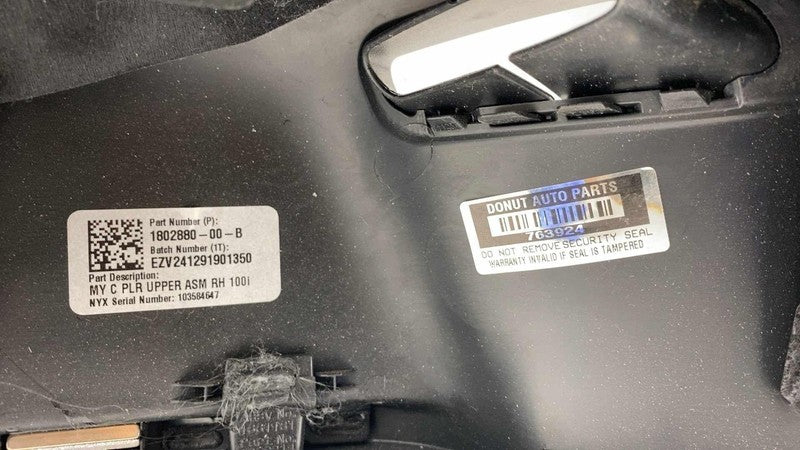 Part Number (P):
1802880-00-B
Batch Number (1T):
EZV241291901350
Part Description:
MY C PLR UPPER ASM RH 100i
NYX Serial Number: 103584647
DONUT AUTO PARTS
763924
DO NOT REMOVE SECURITY SEAL
WARRANTY INVALID IF SEAL IS TAMPERED